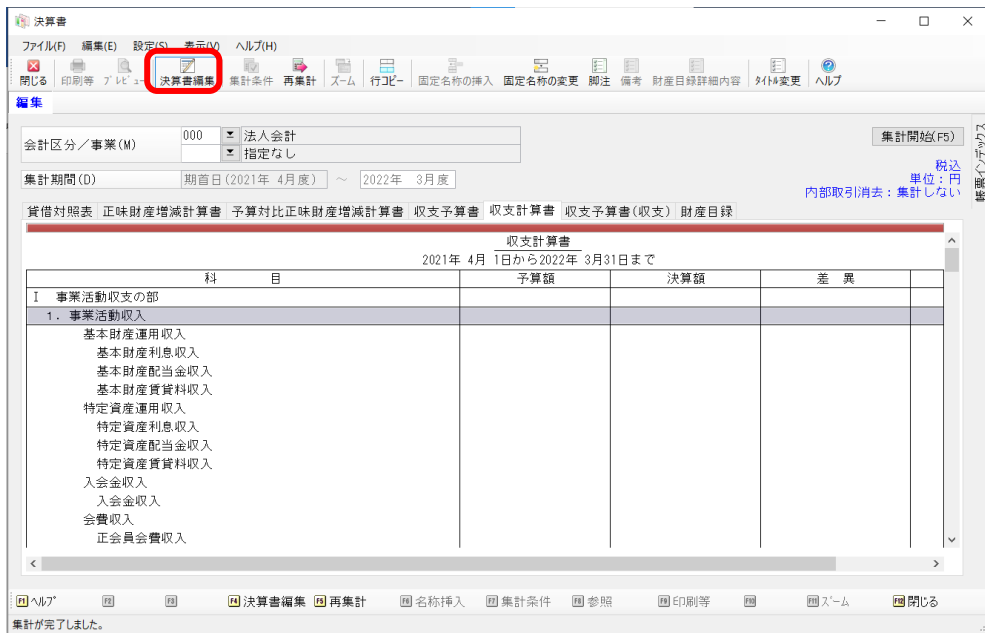 決算書
ファイル(F) 編集(E) 設定(S) 表示(V) ヘルプ(H)
閉じる 印刷等 プレビュー 決算書編集 集計条件 再集計 ズーム 行コピー 固定名称の挿入 固定名称の変更 脚注 備考 財産目録詳細内容 タイトル変更 ヘルプ
編集
会計区分/事業(M) 000 法人会計
指定なし
集計開始(F5)
集計期間(D) 期首日(2021年 4月度) ~ 2022年 3月度
税込
単位:円
内部取引消去:集計しない
貸借対照表 正味財産増減計算書 予算対比正味財産増減計算書 収支予算書 収支計算書 収支予算書(収支) 財産目録
収支計算書
2021年 4月 1日から2022年 3月31日まで
科 目 予算額 決算額 差 異
Ⅰ 事業活動収支の部
1. 事業活動収入
基本財産運用収入
基本財産利息収入
基本財産配当金収入
基本財産賃貸料収入
特定資産運用収入
特定資産利息収入
特定資産配当金収入
特定資産賃貸料収入
入会金収入
入会金収入
会費収入
正会員会費収入
F1 ヘルプ F2 F3 F4 決算書編集 F5 再集計 F6 名称挿入 F7 集計条件 F8 参照 F9 印刷等 F10 F11 ズーム F12 閉じる
集計が完了しました。